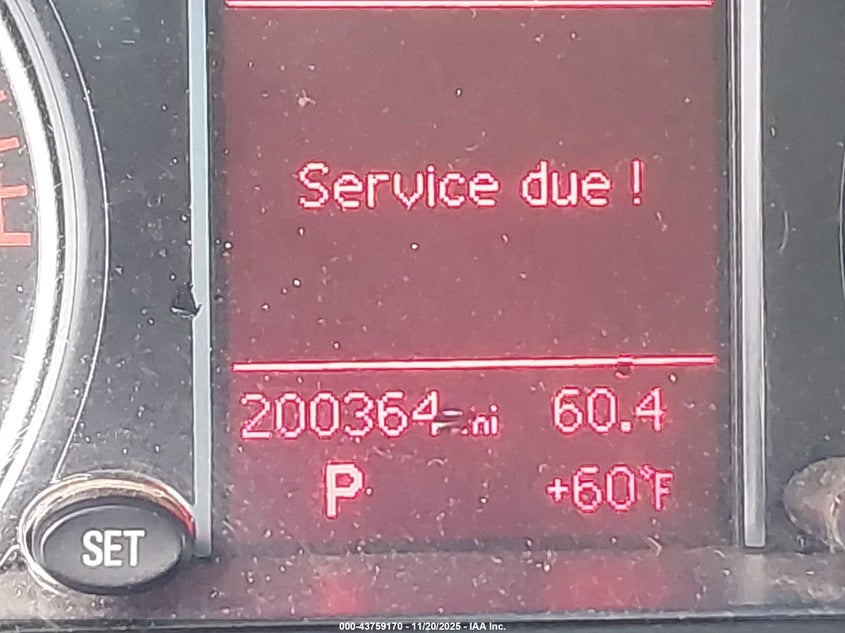 Service due !
200364 mi 60.4
P +60°F
SET
000-43759170 - 11/20/2025 - IAA Inc.